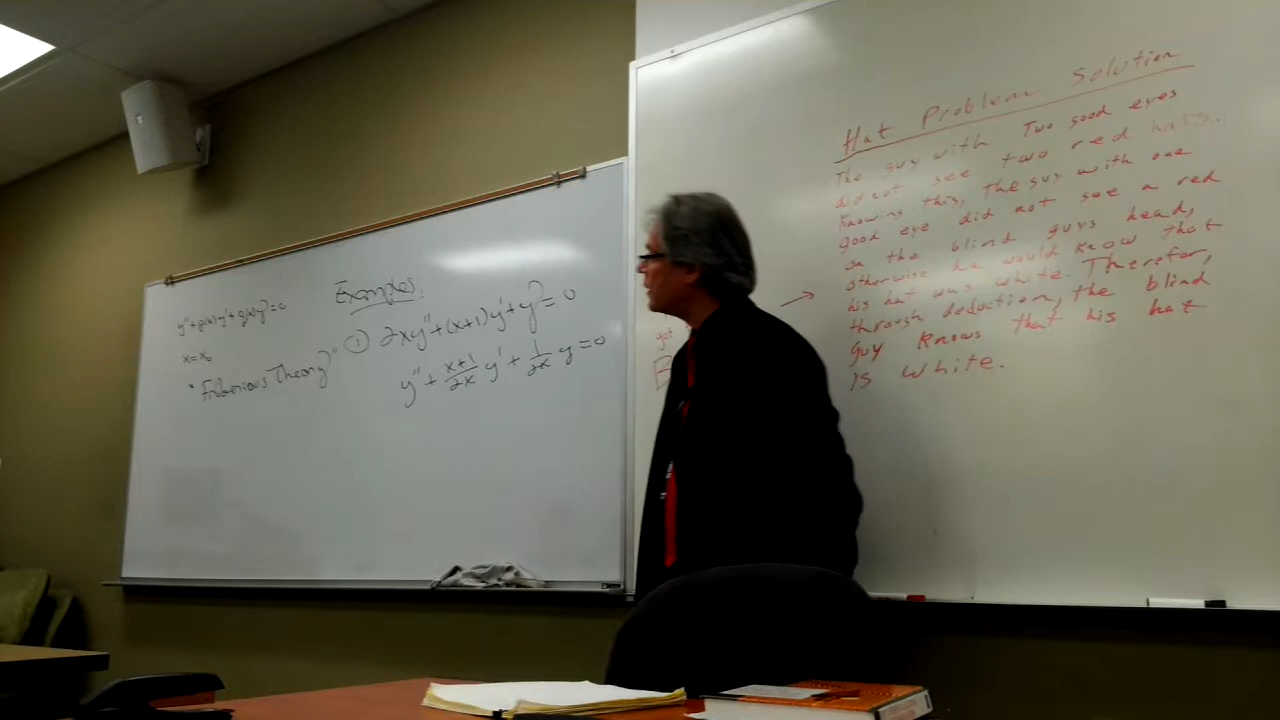 y"+p(x)y'+q(x)y=0
x=x₀
• "Frobenius Theory"
Examples:
① 2xy"+(x+1)y'+y=0
y"+\frac{x+1}{2x}y'+\frac{1}{2x}y=0
got
Hat Problem Solution
The guy with Two good eyes
did not see two red hats.
Knowing this, The guy with one
good eye did not see a red
on the blind guys head,
otherwise he would know that
his hat was white. Therefor,
through deduction, the blind
guy knows that his hat
is white.